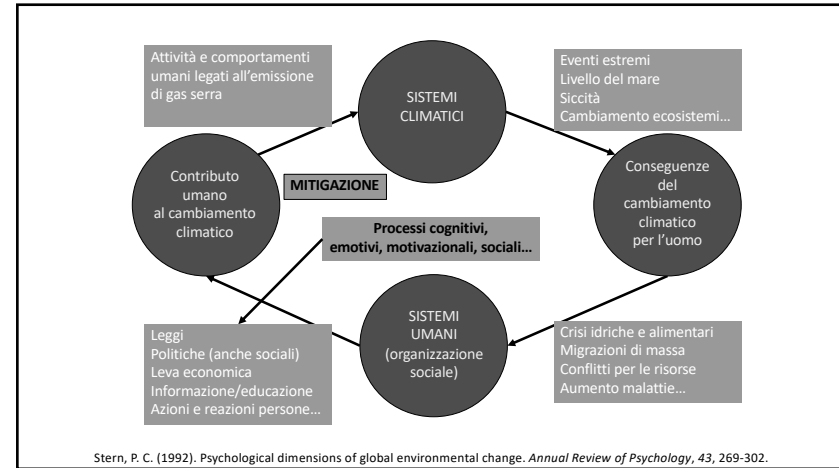 Attività e comportamenti
umani legati all'emissione
di gas serra
SISTEMI
CLIMATICI
Eventi estremi
Livello del mare
Siccità
Cambiamento ecosistemi…
Contributo
umano
al cambiamento
climatico
MITIGAZIONE
Conseguenze
del
cambiamento
climatico
per l'uomo
Processi cognitivi,
emotivi, motivazionali, sociali…
Leggi
Politiche (anche sociali)
Leva economica
Informazione/educazione
Azioni e reazioni persone…
SISTEMI
UMANI
(organizzazione
sociale)
Crisi idriche e alimentari
Migrazioni di massa
Conflitti per le risorse
Aumento malattie…
Stern, P. C. (1992). Psychological dimensions of global environmental change. Annual Review of Psychology, 43, 269-302.